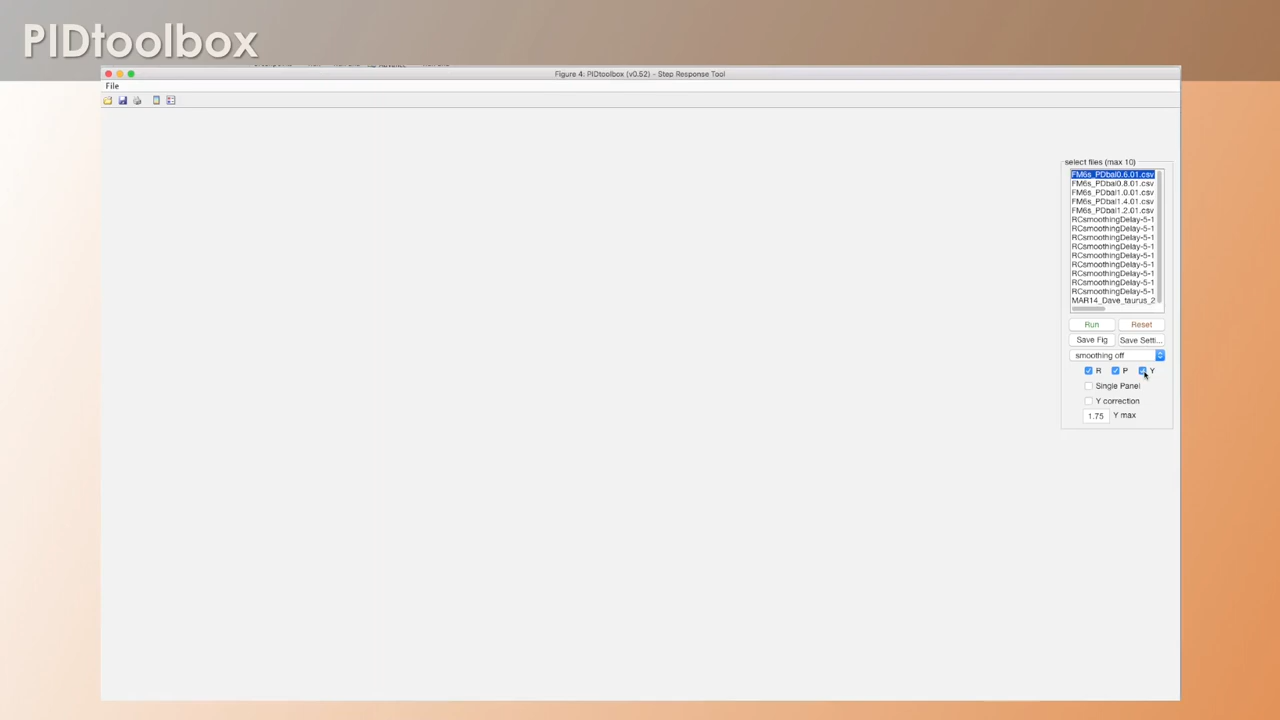 PIDtoolbox
Figure 4: PIDtoolbox (v0.52) - Step Response Tool
File
select files (max 10)
FM6s_PDbal0.6.01.csv
FM6s_PDbal0.8.01.csv
FM6s_PDbal1.0.01.csv
FM6s_PDbal1.4.01.csv
FM6s_PDbal1.2.01.csv
RCsmoothingDelay-5-1
RCsmoothingDelay-5-1
RCsmoothingDelay-5-1
RCsmoothingDelay-5-1
RCsmoothingDelay-5-1
RCsmoothingDelay-5-1
RCsmoothingDelay-5-1
RCsmoothingDelay-5-1
RCsmoothingDelay-5-1
MAR14_Dave_taurus_2
Run Reset
Save Fig Save Setti...
smoothing off
R P Y
Single Panel
Y correction
1.75 Y max